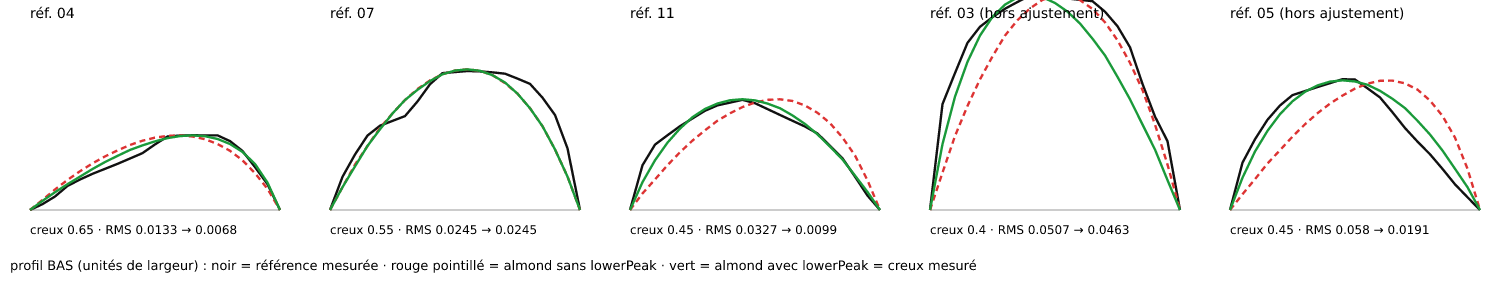 réf. 04
réf. 07
réf. 11
réf. 03 (hors ajustement)
réf. 05 (hors ajustement)
creux 0.65 · RMS 0.0133 → 0.0068
creux 0.55 · RMS 0.0245 → 0.0245
creux 0.45 · RMS 0.0327 → 0.0099
creux 0.4 · RMS 0.0507 → 0.0463
creux 0.45 · RMS 0.058 → 0.0191
profil BAS (unités de largeur) : noir = référence mesurée · rouge pointillé = almond sans lowerPeak · vert = almond avec lowerPeak = creux mesuré